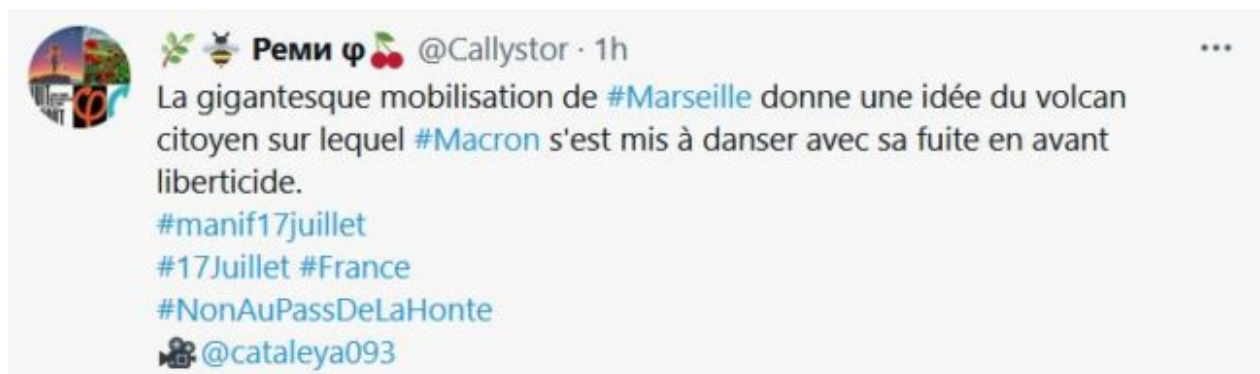 🌿 🐝 Реми φ🍒 @Callystor · 1h
La gigantesque mobilisation de #Marseille donne une idée du volcan
citoyen sur lequel #Macron s'est mis à danser avec sa fuite en avant
liberticide.
#manif17juillet
#17Juillet #France
#NonAuPassDeLaHonte
🎥@cataleya093